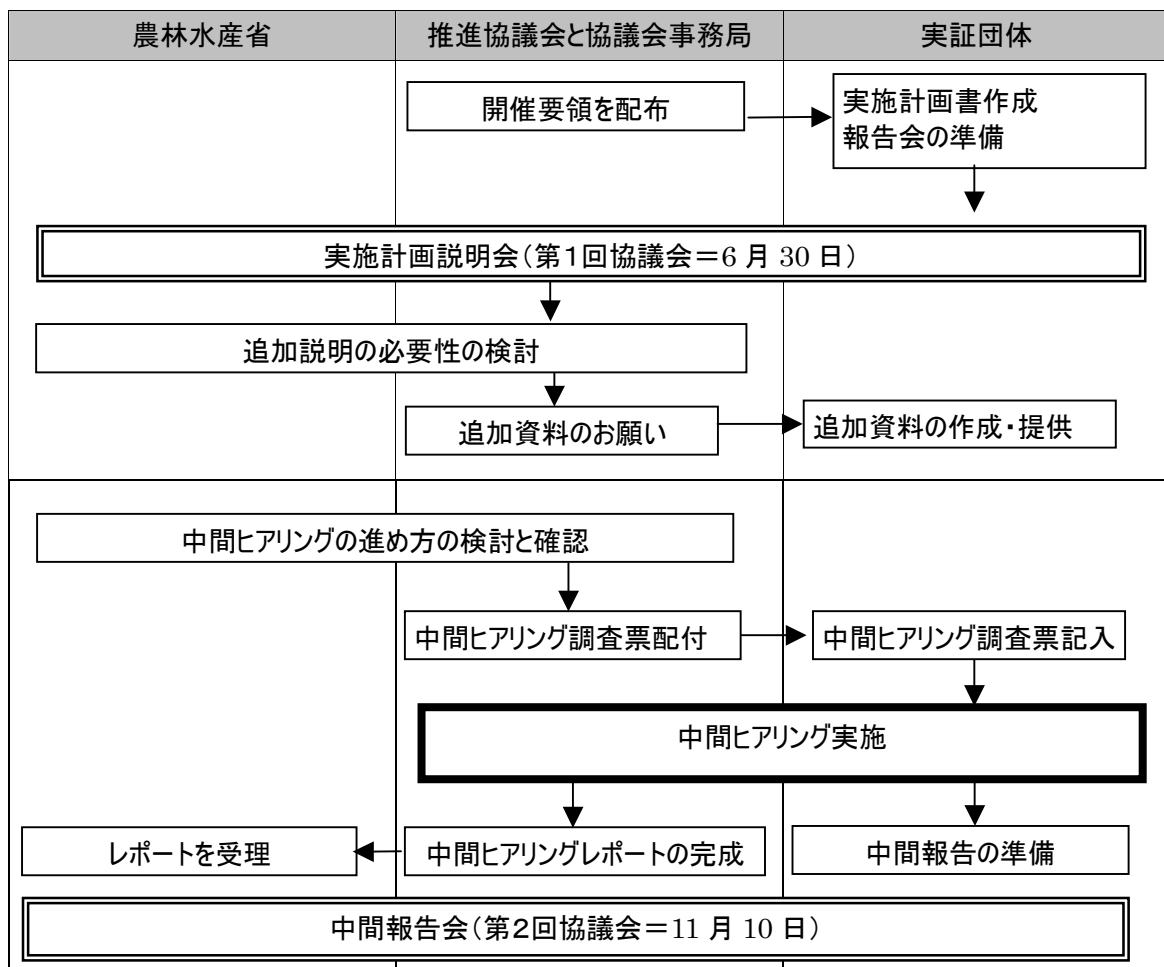 農林水産省
推進協議会と協議会事務局
実証団体
開催要領を配布
実施計画書作成
報告会の準備
実施計画説明会(第1回協議会=6 月 30 日)
追加説明の必要性の検討
追加資料のお願い
追加資料の作成・提供
中間ヒアリングの進め方の検討と確認
中間ヒアリング調査票配付
中間ヒアリング調査票記入
中間ヒアリング実施
レポートを受理
中間ヒアリングレポートの完成
中間報告の準備
中間報告会(第2回協議会=11 月 10 日)